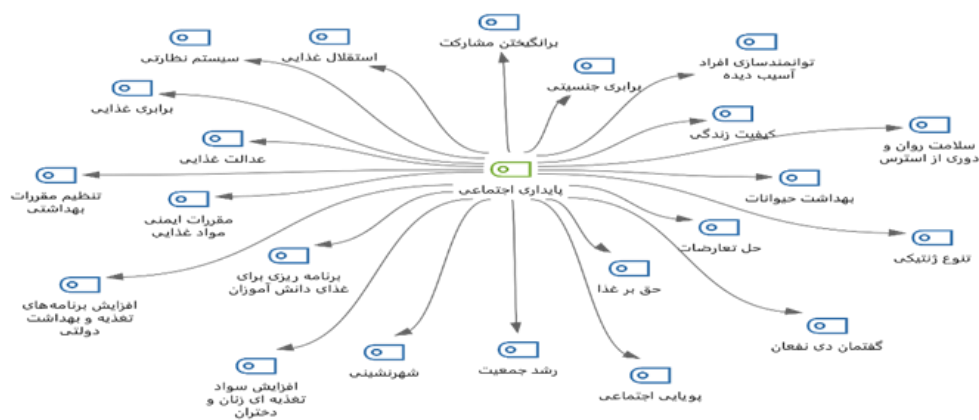 برانگیختن مشارکت
توانمندسازی افراد
آسیب دیده
استقلال غذایی
سیستم نظارتی
برابری جنسیتی
برابری غذایی
کیفیت زندگی
سلامت روان و
دوری از استرس
عدالت غذایی
پایداری اجتماعی
بهداشت حیوانات
تنظیم مقررات
بهداشتی
مقررات ایمنی
مواد غذایی
حل تعارضات
تنوع ژنتیکی
حق بر غذا
برنامه ریزی برای
غذای دانش آموزان
افزایش برنامه‌های
تغذیه و بهداشت
دولتی
گفتمان دی نفعان
پویایی اجتماعی
رشد جمعیت
شهرنشینی
افزایش سواد
تغذیه ای زنان و
دختران